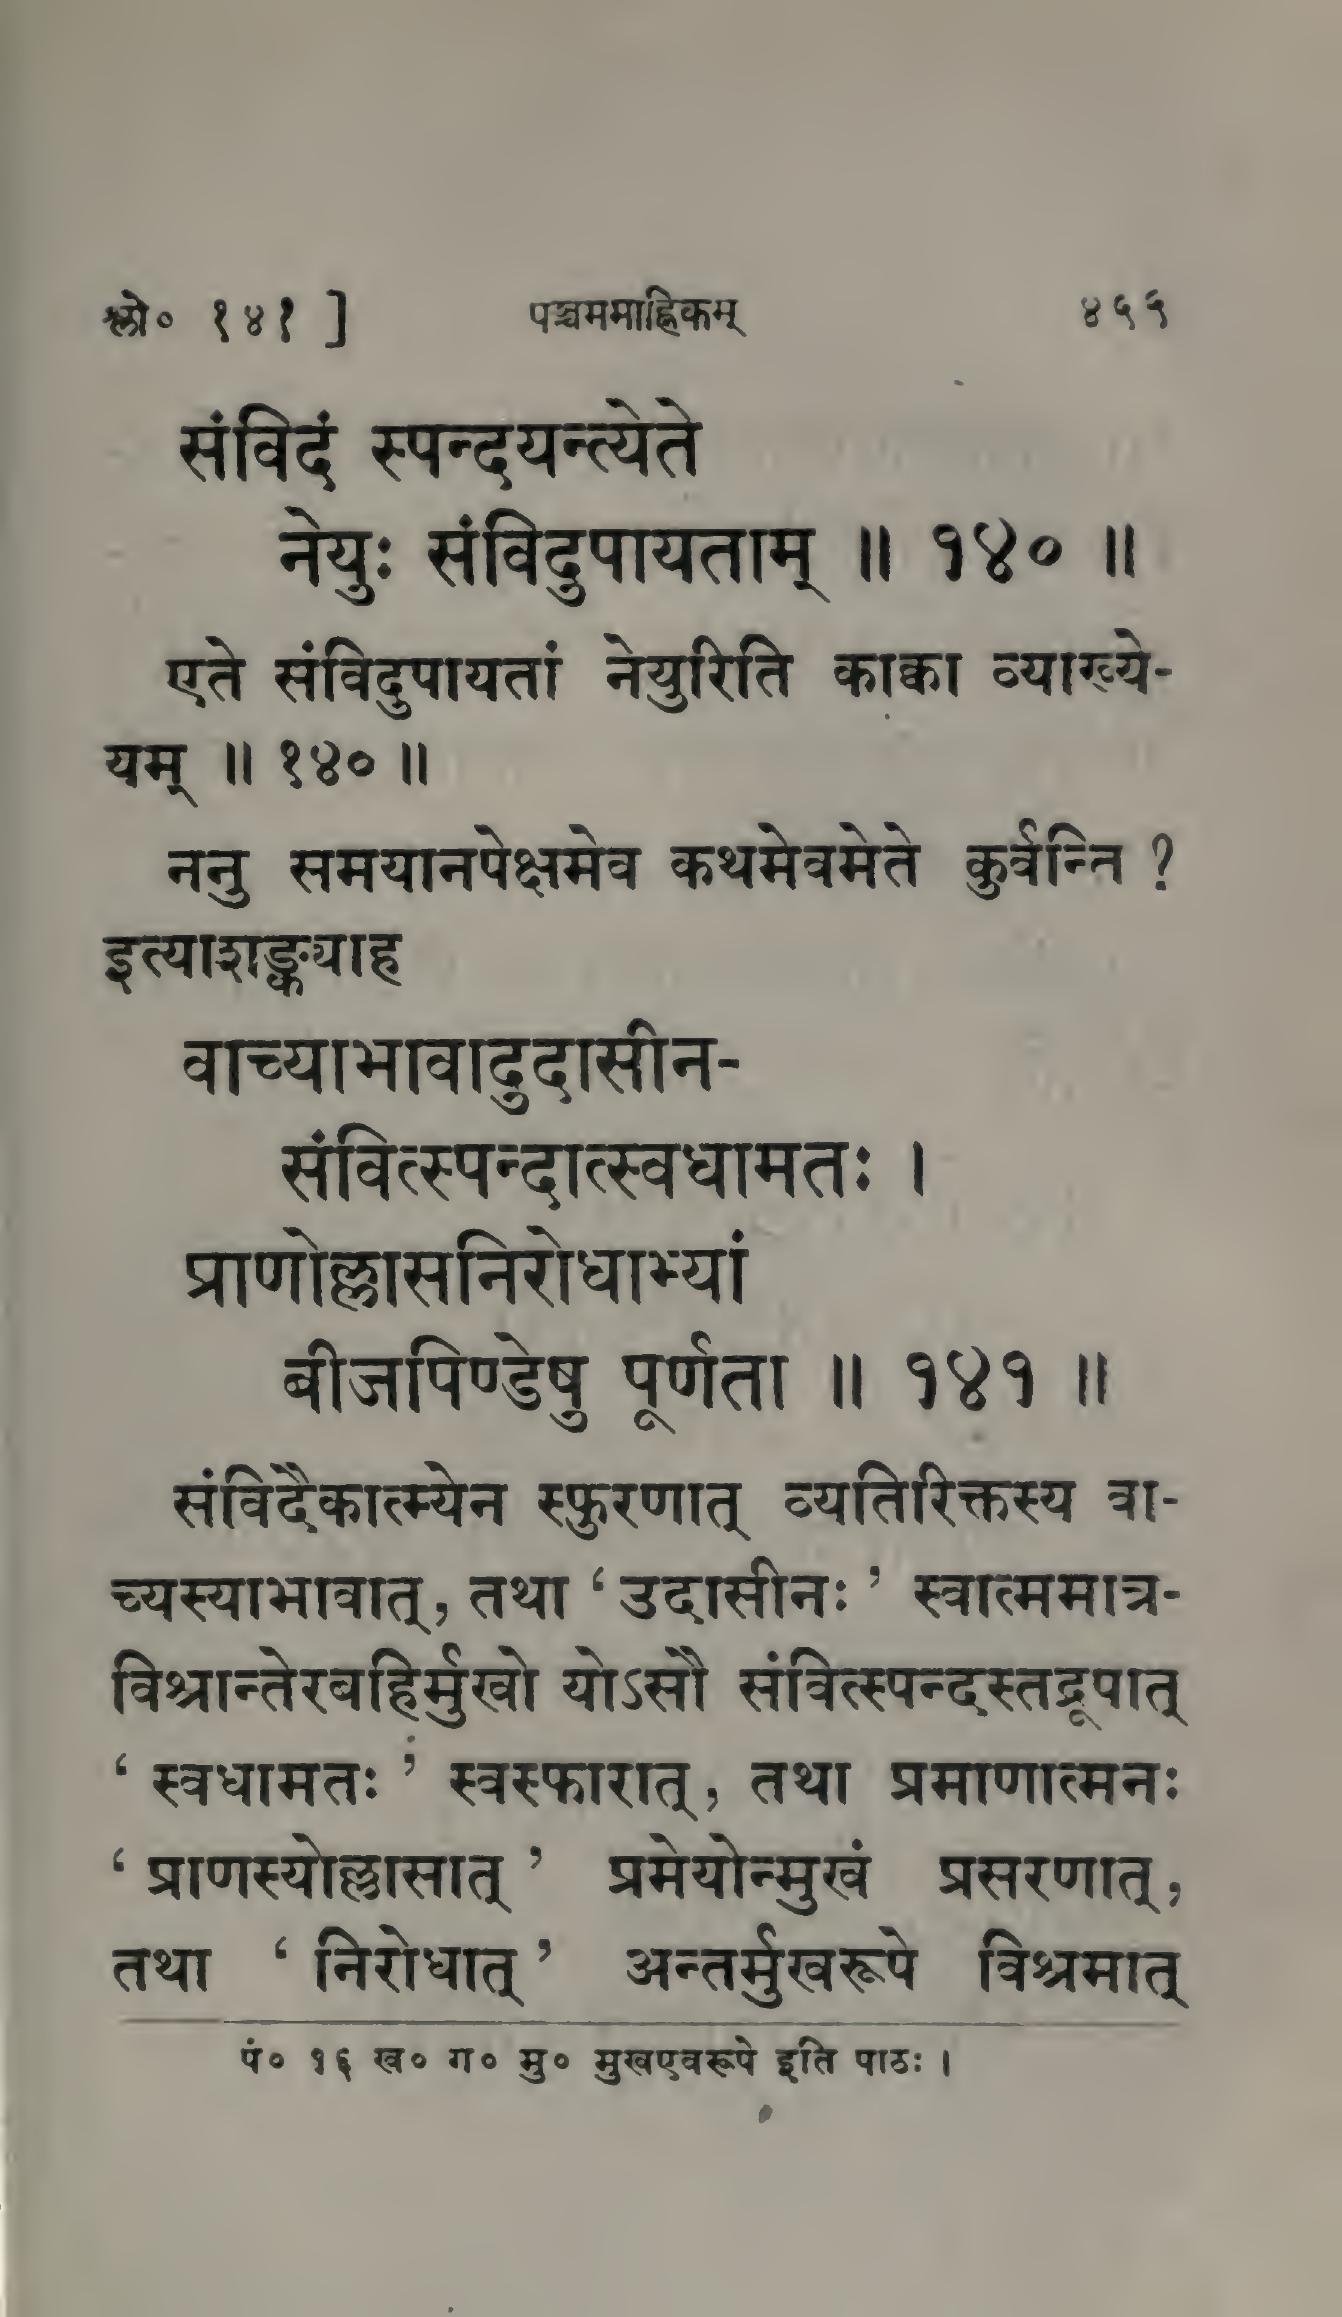 श्लो० १४१ ] पञ्चममाह्निकम् ४५५
संविदं स्पन्दयन्त्येते
नेयुः संविदुपायताम् ॥ १४० ॥
एते संविदुपायतां नेयुरिति काक्वा व्याख्ये-
यम् ॥ १४० ॥
ननु समयानपेक्षमेव कथमेवमेते कुर्वन्ति ?
इत्याशङ्क्याह
वाच्याभावादुदासीन-
संवित्स्पन्दात्स्वधामतः ।
प्राणोल्लासनिरोधाभ्यां
बीजपिण्डेषु पूर्णता ॥ १४१ ॥
संविदैकात्म्येन स्फुरणात् व्यतिरिक्तस्य वा-
च्यस्याभावात्, तथा ‘ उदासीनः ’ स्वात्ममात्र-
विश्रान्तेरबहिर्मुखो योऽसौ संवित्स्पन्दस्तद्रूपात्
‘ स्वधामतः ’ स्वस्फारात्, तथा प्रमाणात्मनः
‘ प्राणस्योल्लासात् ’ प्रमेयोन्मुखं प्रसरणात्,
तथा ‘ निरोधात् ’ अन्तर्मुखरूपे विश्रमात्
पं० १६ ख० ग० मु० मुखएवरूपे इति पाठः ।